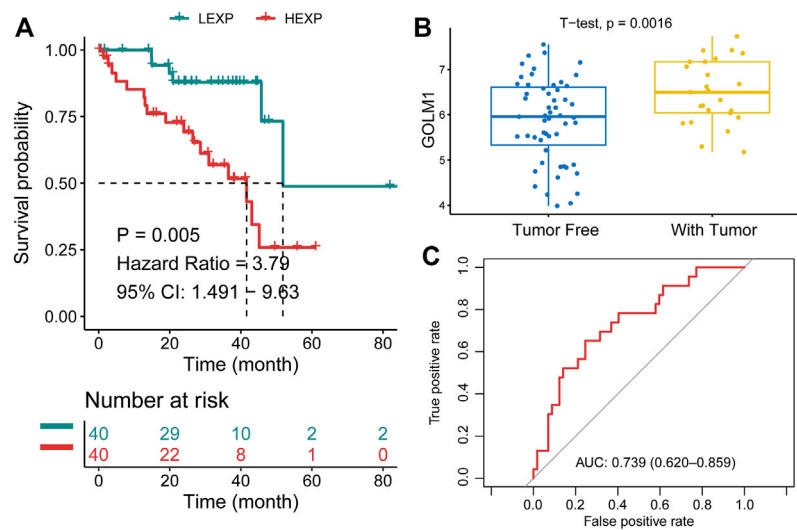 A
LEXP HEXP
Survival probability
1.00
0.75
0.50
0.25
0.00
P = 0.005
Hazard Ratio = 3.79
95% CI: 1.491 − 9.63
0 20 40 60 80
Time (month)
Number at risk
40 29 10 2 2
40 22 8 1 0
0 20 40 60 80
Time (month)
B
T−test, p = 0.0016
GOLM1
7
6
5
4
Tumor Free With Tumor
C
True positive rate
1.0
0.8
0.6
0.4
0.2
0.0
AUC: 0.739 (0.620–0.859)
0.0 0.2 0.4 0.6 0.8 1.0
False positive rate